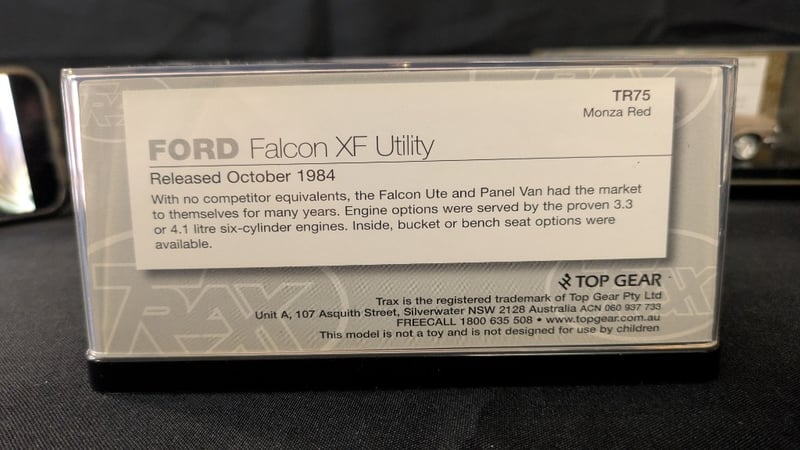 TR75
Monza Red
FORD Falcon XF Utility
Released October 1984
With no competitor equivalents, the Falcon Ute and Panel Van had the market
to themselves for many years. Engine options were served by the proven 3.3
or 4.1 litre six-cylinder engines. Inside, bucket or bench seat options were
available.
TOP GEAR
Trax is the registered trademark of Top Gear Pty Ltd
Unit A, 107 Asquith Street, Silverwater NSW 2128 Australia ACN 060 937 733
FREECALL 1800 635 508 • www.topgear.com.au
This model is not a toy and is not designed for use by children